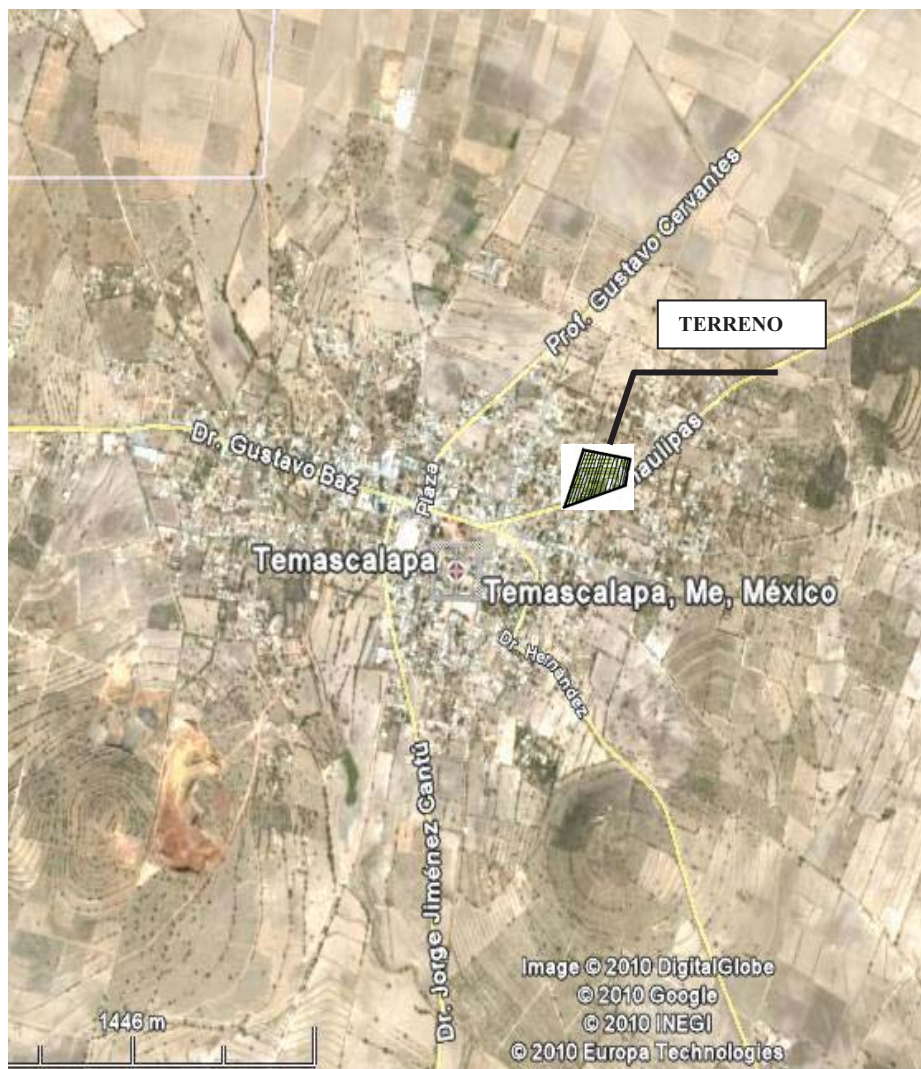 Prof. Gustavo Cervantes
TERRENO
Dr. Gustavo Baz
Plaza
maulipas
Temascalapa
Temascalapa, Me, México
Dr. Hernández
Dr. Jorge Jiménez Cantú
Image © 2010 DigitalGlobe
© 2010 Google
© 2010 INEGI
© 2010 Europa Technologies
1446 m